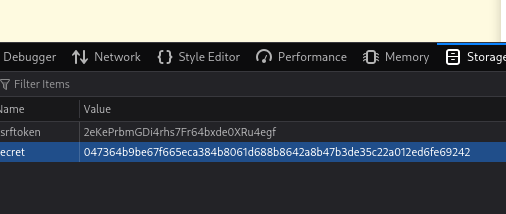 Debugger Network Style Editor Performance Memory Storage
Filter Items
Name Value
srftoken 2eKePrbmGDi4rhs7Fr64bxde0XRu4egf
ecret 047364b9be67f665eca384b8061d688b8642a8b47b3de35c22a012ed6fe69242